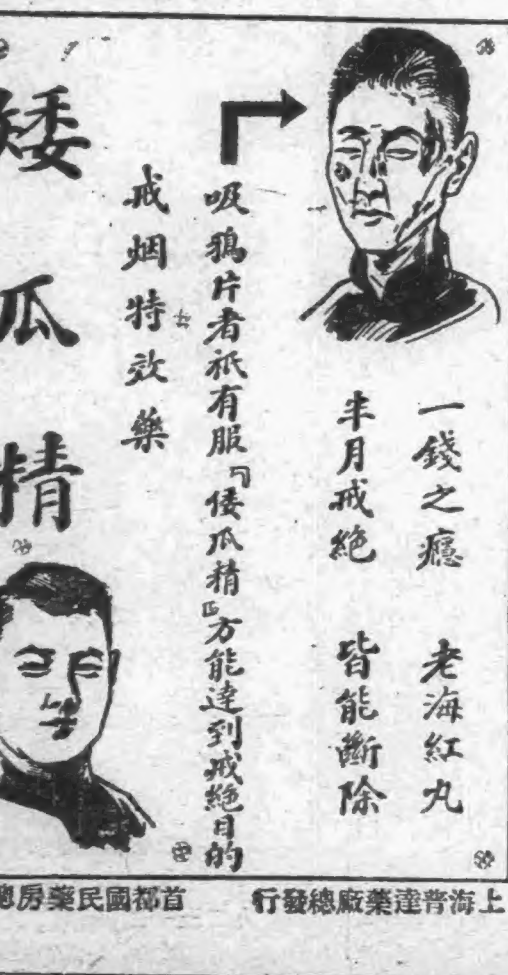 一錢之癮　老海紅丸
半月戒絕　皆能斷除
吸鴉片者祇有服『倭瓜精』方能達到戒絕目的
戒烟特效藥
矮瓜精
上海普達藥廠總發行
首都國民藥房總